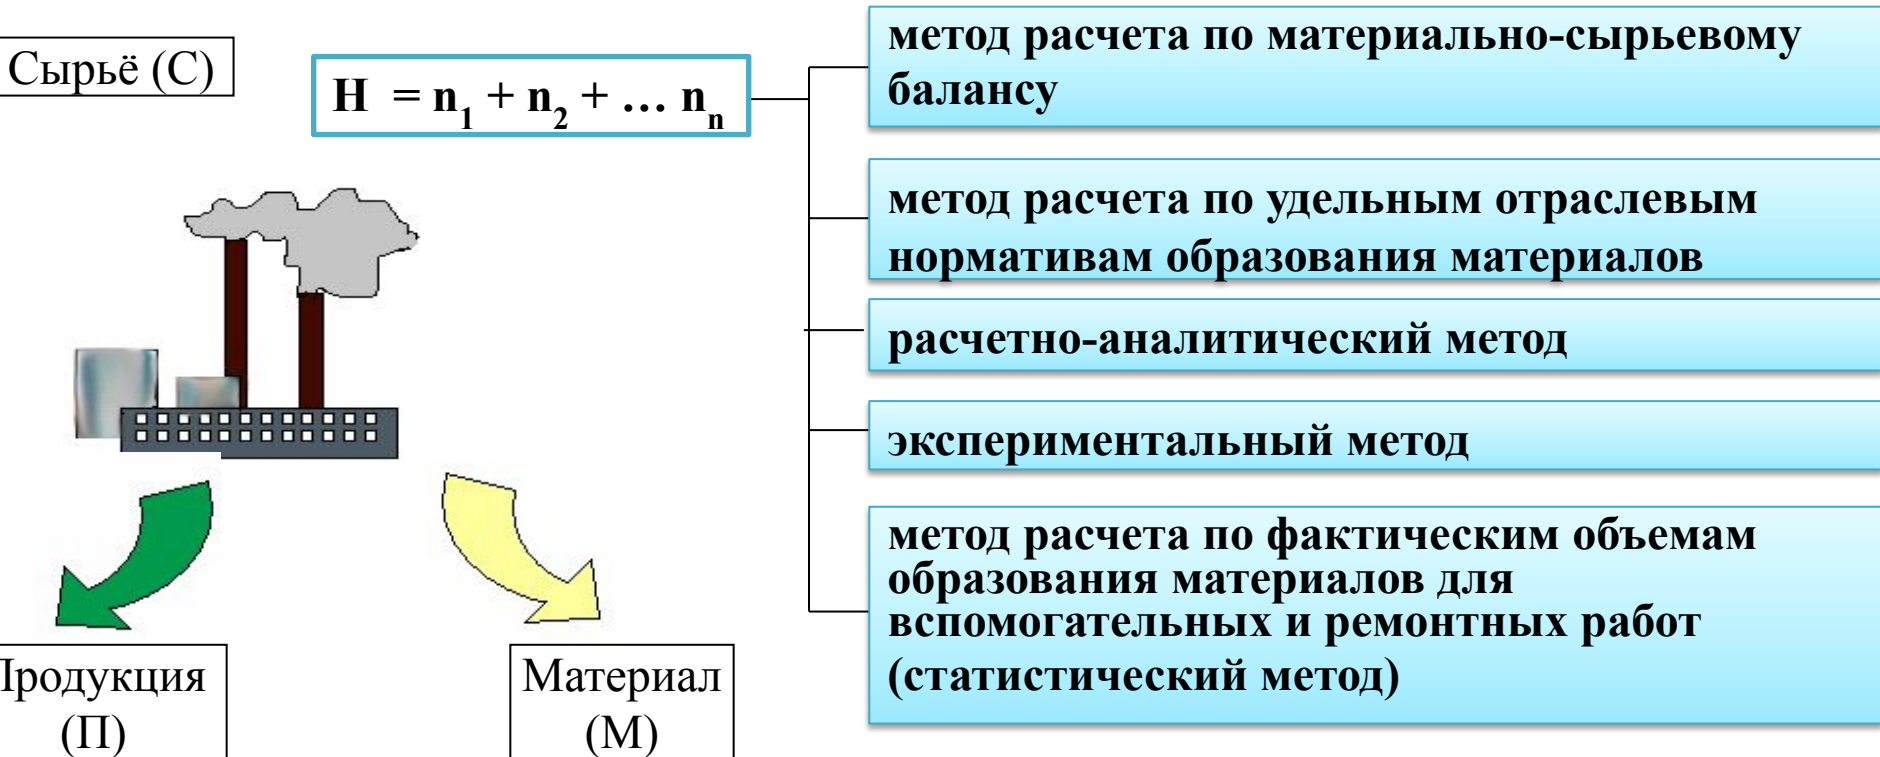 Сырьё (С)
H = n₁ + n₂ + … nₙ
метод расчета по материально-сырьевому
балансу
метод расчета по удельным отраслевым
нормативам образования материалов
расчетно-аналитический метод
экспериментальный метод
метод расчета по фактическим объемам
образования материалов для
вспомогательных и ремонтных работ
(статистический метод)
Продукция
(П)
Материал
(М)